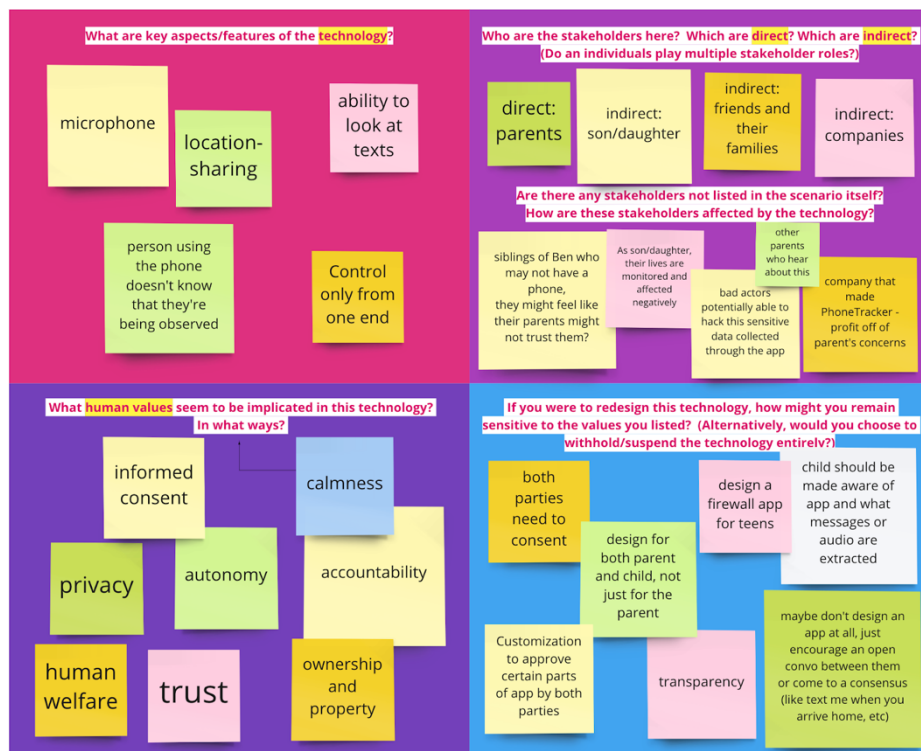 What are key aspects/features of the technology?
microphone
location-
sharing
ability to
look at
texts
person using
the phone
doesn't know
that they're
being observed
Control
only from
one end
Who are the stakeholders here? Which are direct? Which are indirect?
(Do an individuals play multiple stakeholder roles?)
direct:
parents
indirect:
son/daughter
indirect:
friends and
their
families
indirect:
companies
Are there any stakeholders not listed in the scenario itself?
How are these stakeholders affected by the technology?
siblings of Ben who
may not have a
phone,
they might feel like
their parents might
not trust them?
As son/daughter,
their lives are
monitored and
affected
negatively
other
parents
who hear
about this
bad actors
potentially able to
hack this sensitive
data collected
through the app
company that
made
PhoneTracker -
profit off of
parent's concerns
What human values seem to be implicated in this technology?
In what ways?
informed
consent
calmness
privacy
autonomy
accountability
human
welfare
trust
ownership
and
property
If you were to redesign this technology, how might you remain
sensitive to the values you listed? (Alternatively, would you choose to
withhold/suspend the technology entirely?)
both
parties
need to
consent
design for
both parent
and child, not
just for the
parent
design a
firewall app
for teens
child should be
made aware of
app and what
messages or
audio are
extracted
Customization
to approve
certain parts
of app by both
parties
transparency
maybe don't design an
app at all, just
encourage an open
convo between them
or come to a consensus
(like text me when you
arrive home, etc)